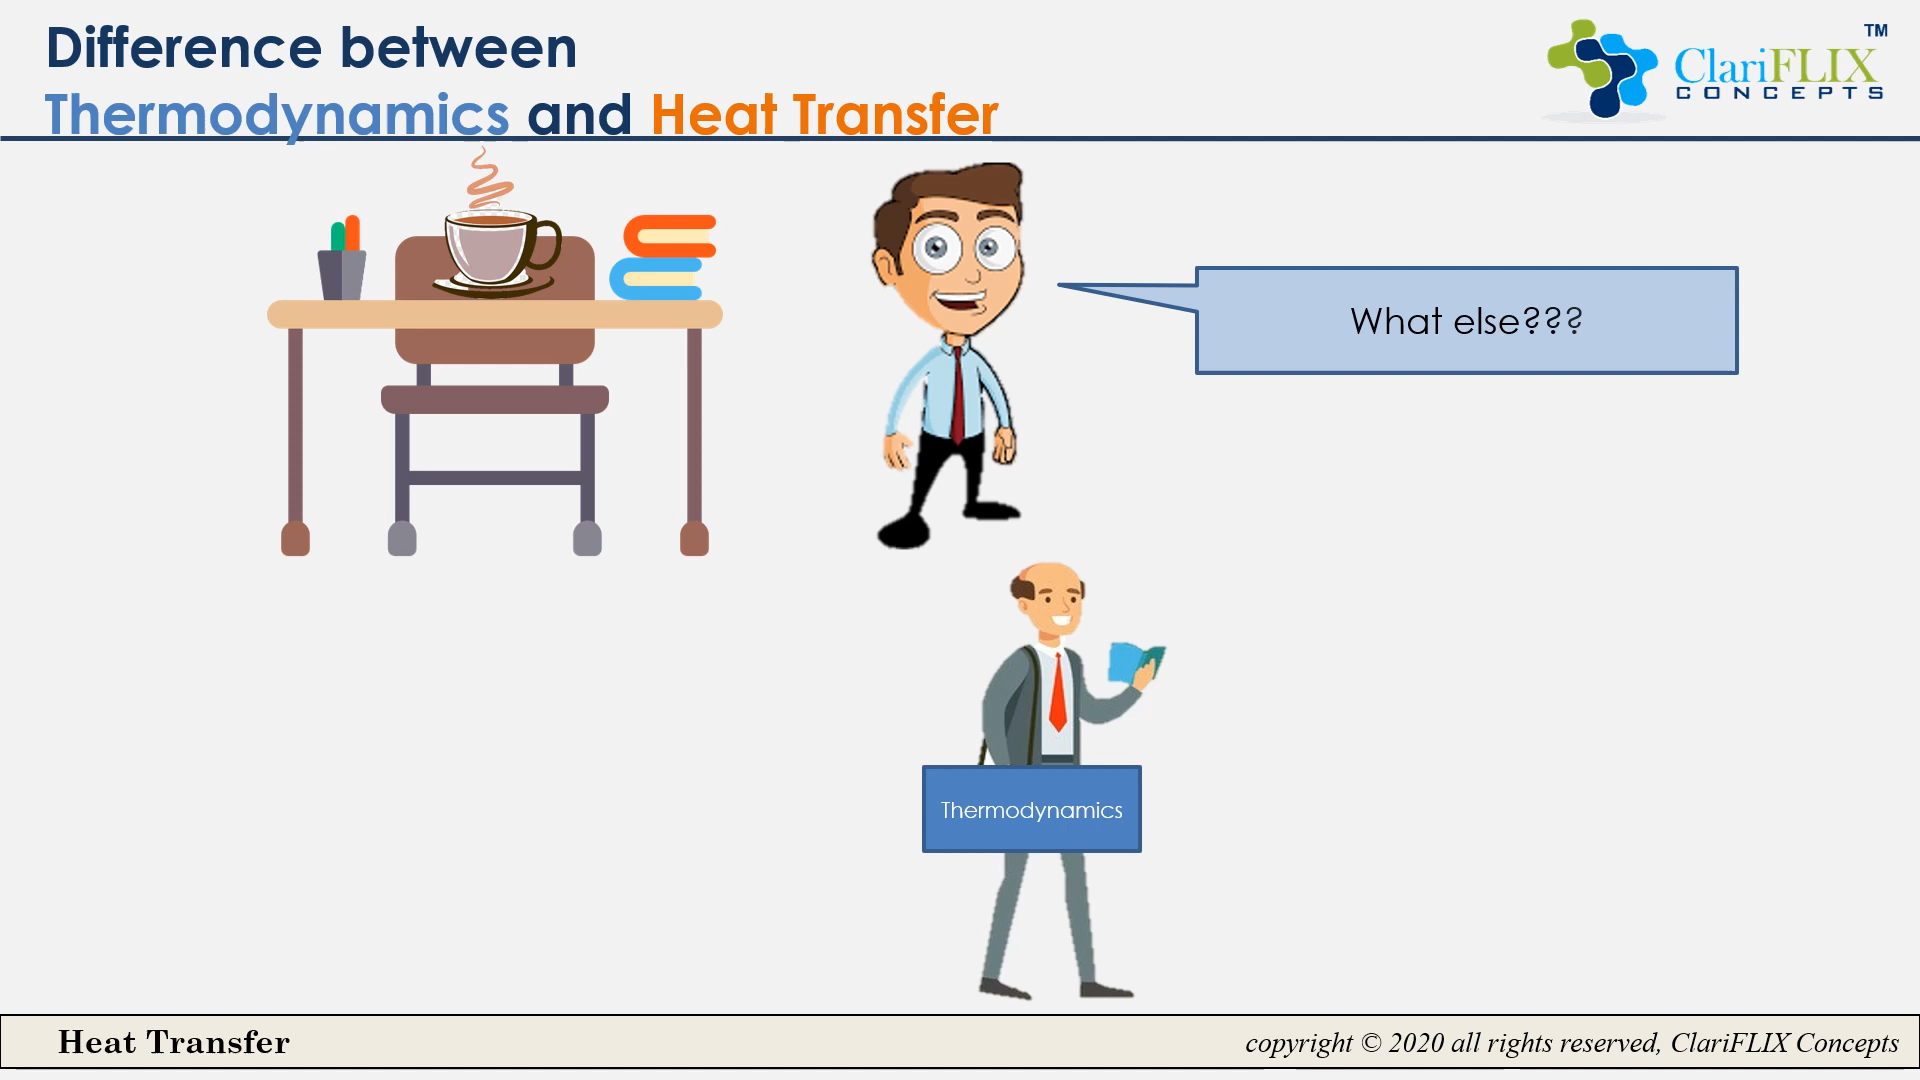 Difference between
Thermodynamics and Heat Transfer
TM
ClariFLIX
CONCEPTS
What else???
Thermodynamics
Heat Transfer
copyright © 2020 all rights reserved, ClariFLIX Concepts